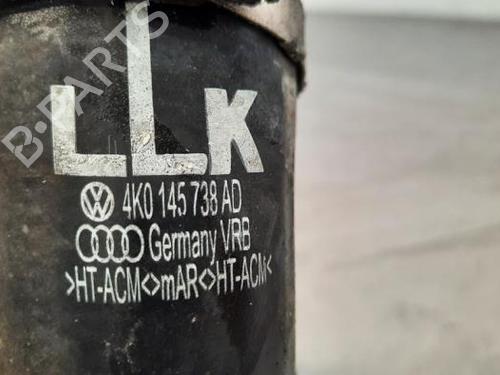 LLK
4K0 145 738 AD
Germany VRB
>HT-ACM<>mAR<>HT-ACM<
B-PARTS